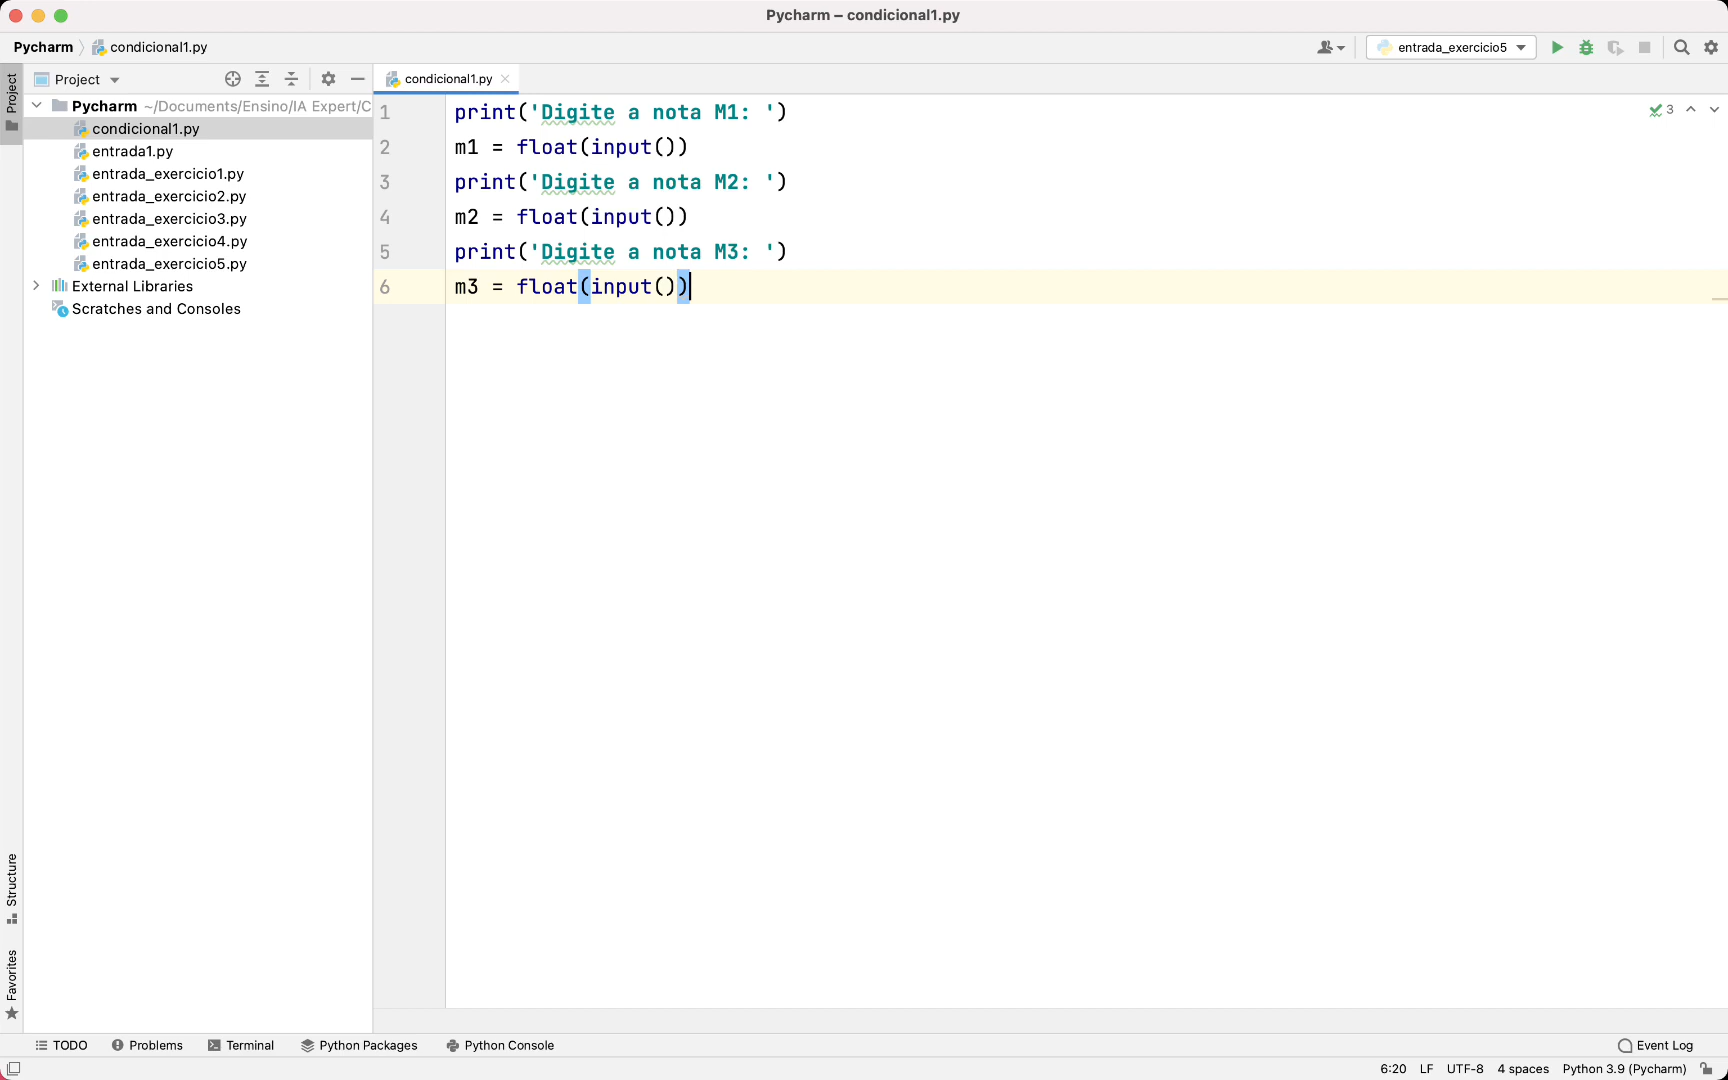 Pycharm – condicional1.py
Pycharm
condicional1.py
entrada_exercicio5
Project
Project
condicional1.py
Pycharm ~/Documents/Ensino/IA Expert/C
condicional1.py
entrada1.py
entrada_exercicio1.py
entrada_exercicio2.py
entrada_exercicio3.py
entrada_exercicio4.py
entrada_exercicio5.py
External Libraries
Scratches and Consoles
1 print('Digite a nota M1: ')
2 m1 = float(input())
3 print('Digite a nota M2: ')
4 m2 = float(input())
5 print('Digite a nota M3: ')
6 m3 = float(input())
3
Structure
Favorites
TODO
Problems
Terminal
Python Packages
Python Console
Event Log
6:20 LF UTF-8 4 spaces Python 3.9 (Pycharm)